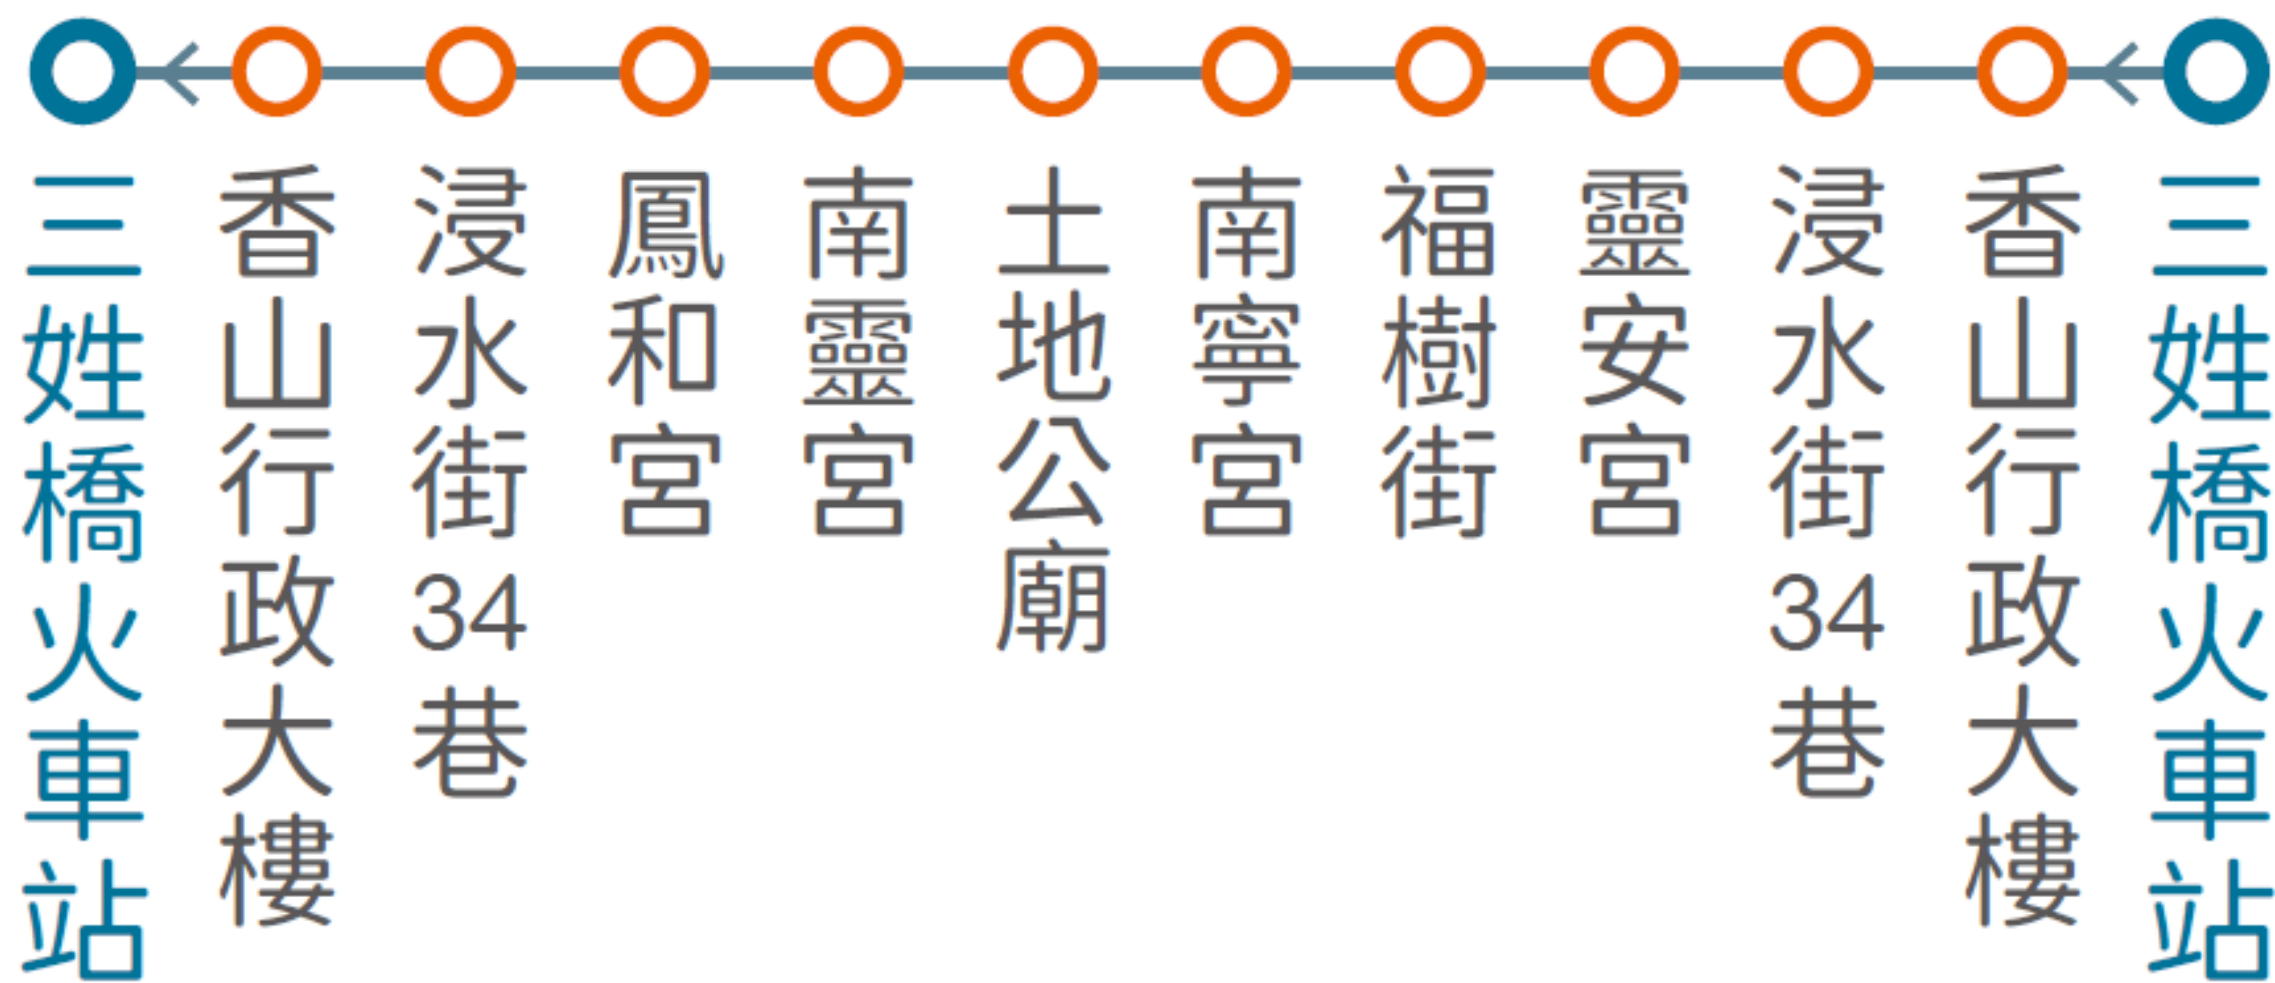 三姓橋火車站
香山行政大樓
浸水街34巷
鳳和宮
南靈宮
土地公廟
南寧宮
福樹街
靈安宮
浸水街34巷
香山行政大樓
三姓橋火車站